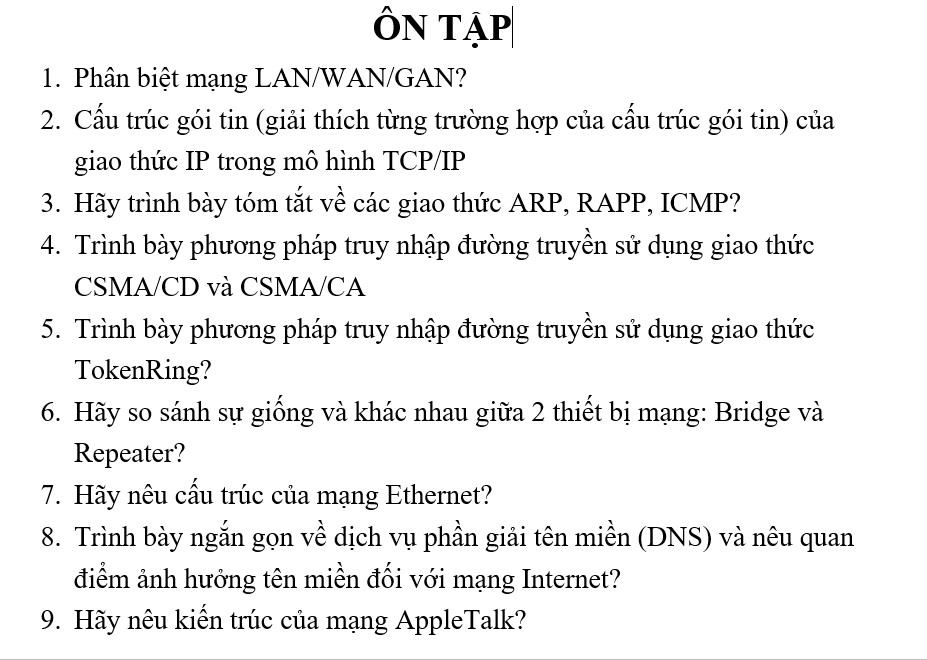 ÔN TẬP
1. Phân biệt mạng LAN/WAN/GAN?
2. Cấu trúc gói tin (giải thích từng trường hợp của cấu trúc gói tin) của
giao thức IP trong mô hình TCP/IP
3. Hãy trình bày tóm tắt về các giao thức ARP, RAPP, ICMP?
4. Trình bày phương pháp truy nhập đường truyền sử dụng giao thức
CSMA/CD và CSMA/CA
5. Trình bày phương pháp truy nhập đường truyền sử dụng giao thức
TokenRing?
6. Hãy so sánh sự giống và khác nhau giữa 2 thiết bị mạng: Bridge và
Repeater?
7. Hãy nêu cấu trúc của mạng Ethernet?
8. Trình bày ngắn gọn về dịch vụ phần giải tên miền (DNS) và nêu quan
điểm ảnh hưởng tên miền đối với mạng Internet?
9. Hãy nêu kiến trúc của mạng AppleTalk?